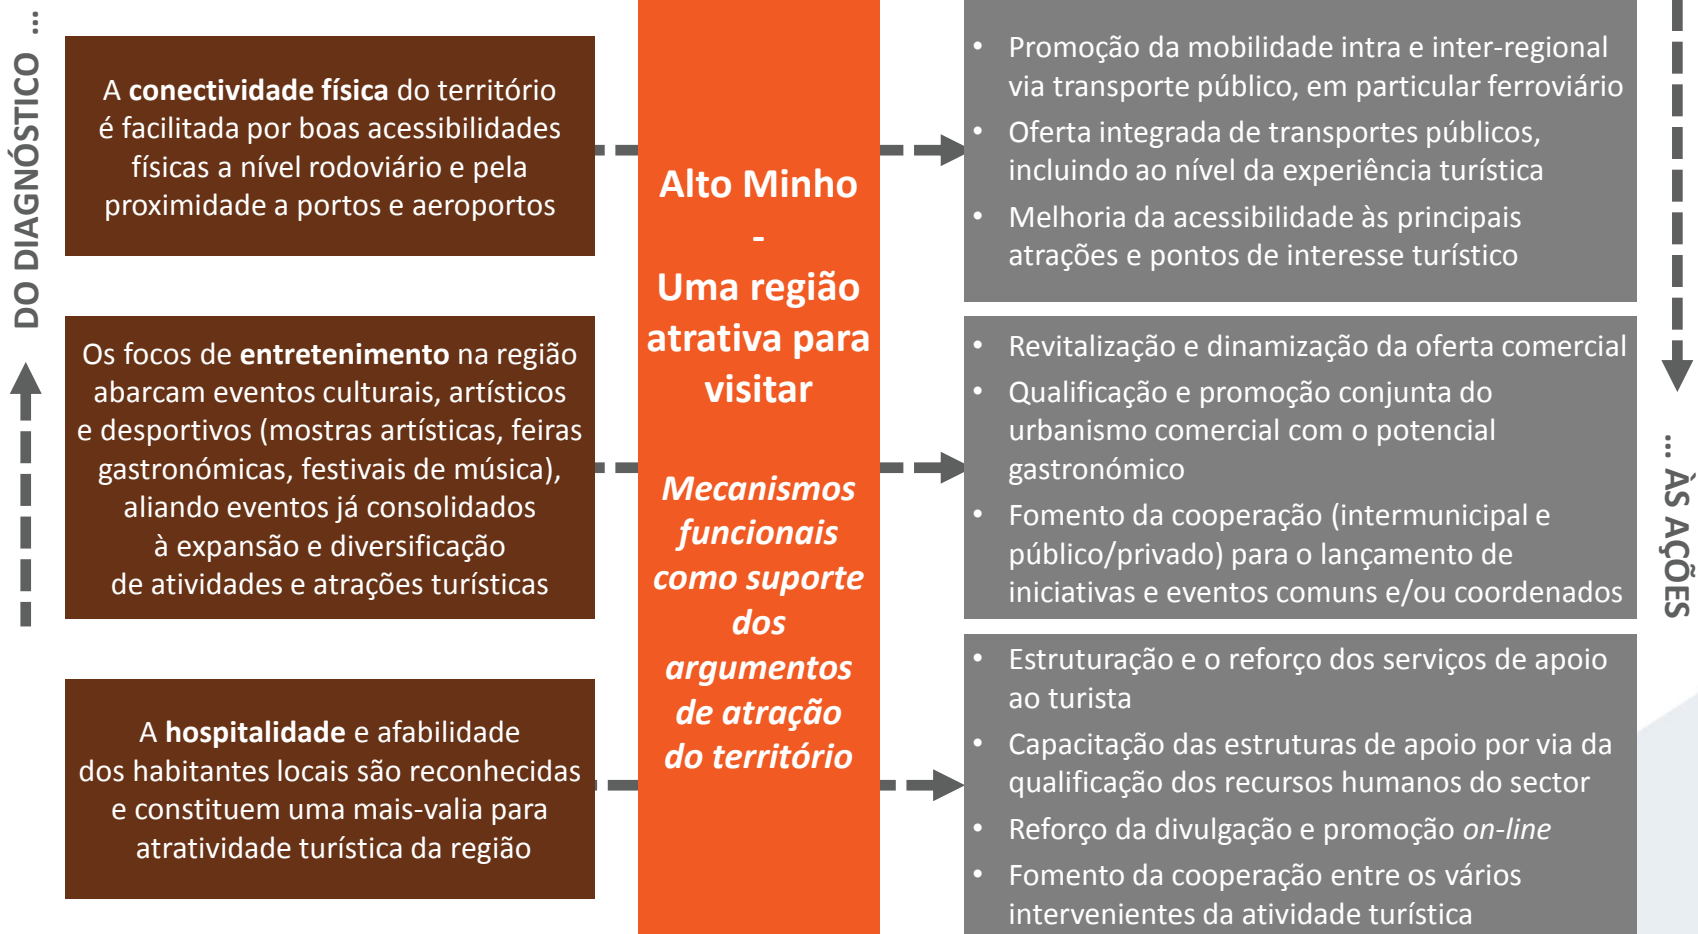 DO DIAGNÓSTICO ...
A conectividade física do território
é facilitada por boas acessibilidades
físicas a nível rodoviário e pela
proximidade a portos e aeroportos
Os focos de entretenimento na região
abarcam eventos culturais, artísticos
e desportivos (mostras artísticas, feiras
gastronómicas, festivais de música),
aliando eventos já consolidados
à expansão e diversificação
de atividades e atrações turísticas
A hospitalidade e afabilidade
dos habitantes locais são reconhecidas
e constituem uma mais-valia para
atratividade turística da região
Alto Minho
-
Uma região
atrativa para
visitar
Mecanismos
funcionais
como suporte
dos
argumentos
de atração
do território
• Promoção da mobilidade intra e inter-regional
via transporte público, em particular ferroviário
• Oferta integrada de transportes públicos,
incluindo ao nível da experiência turística
• Melhoria da acessibilidade às principais
atrações e pontos de interesse turístico
• Revitalização e dinamização da oferta comercial
• Qualificação e promoção conjunta do
urbanismo comercial com o potencial
gastronómico
• Fomento da cooperação (intermunicipal e
público/privado) para o lançamento de
iniciativas e eventos comuns e/ou coordenados
• Estruturação e o reforço dos serviços de apoio
ao turista
• Capacitação das estruturas de apoio por via da
qualificação dos recursos humanos do sector
• Reforço da divulgação e promoção on-line
• Fomento da cooperação entre os vários
intervenientes da atividade turística
... ÀS AÇÕES